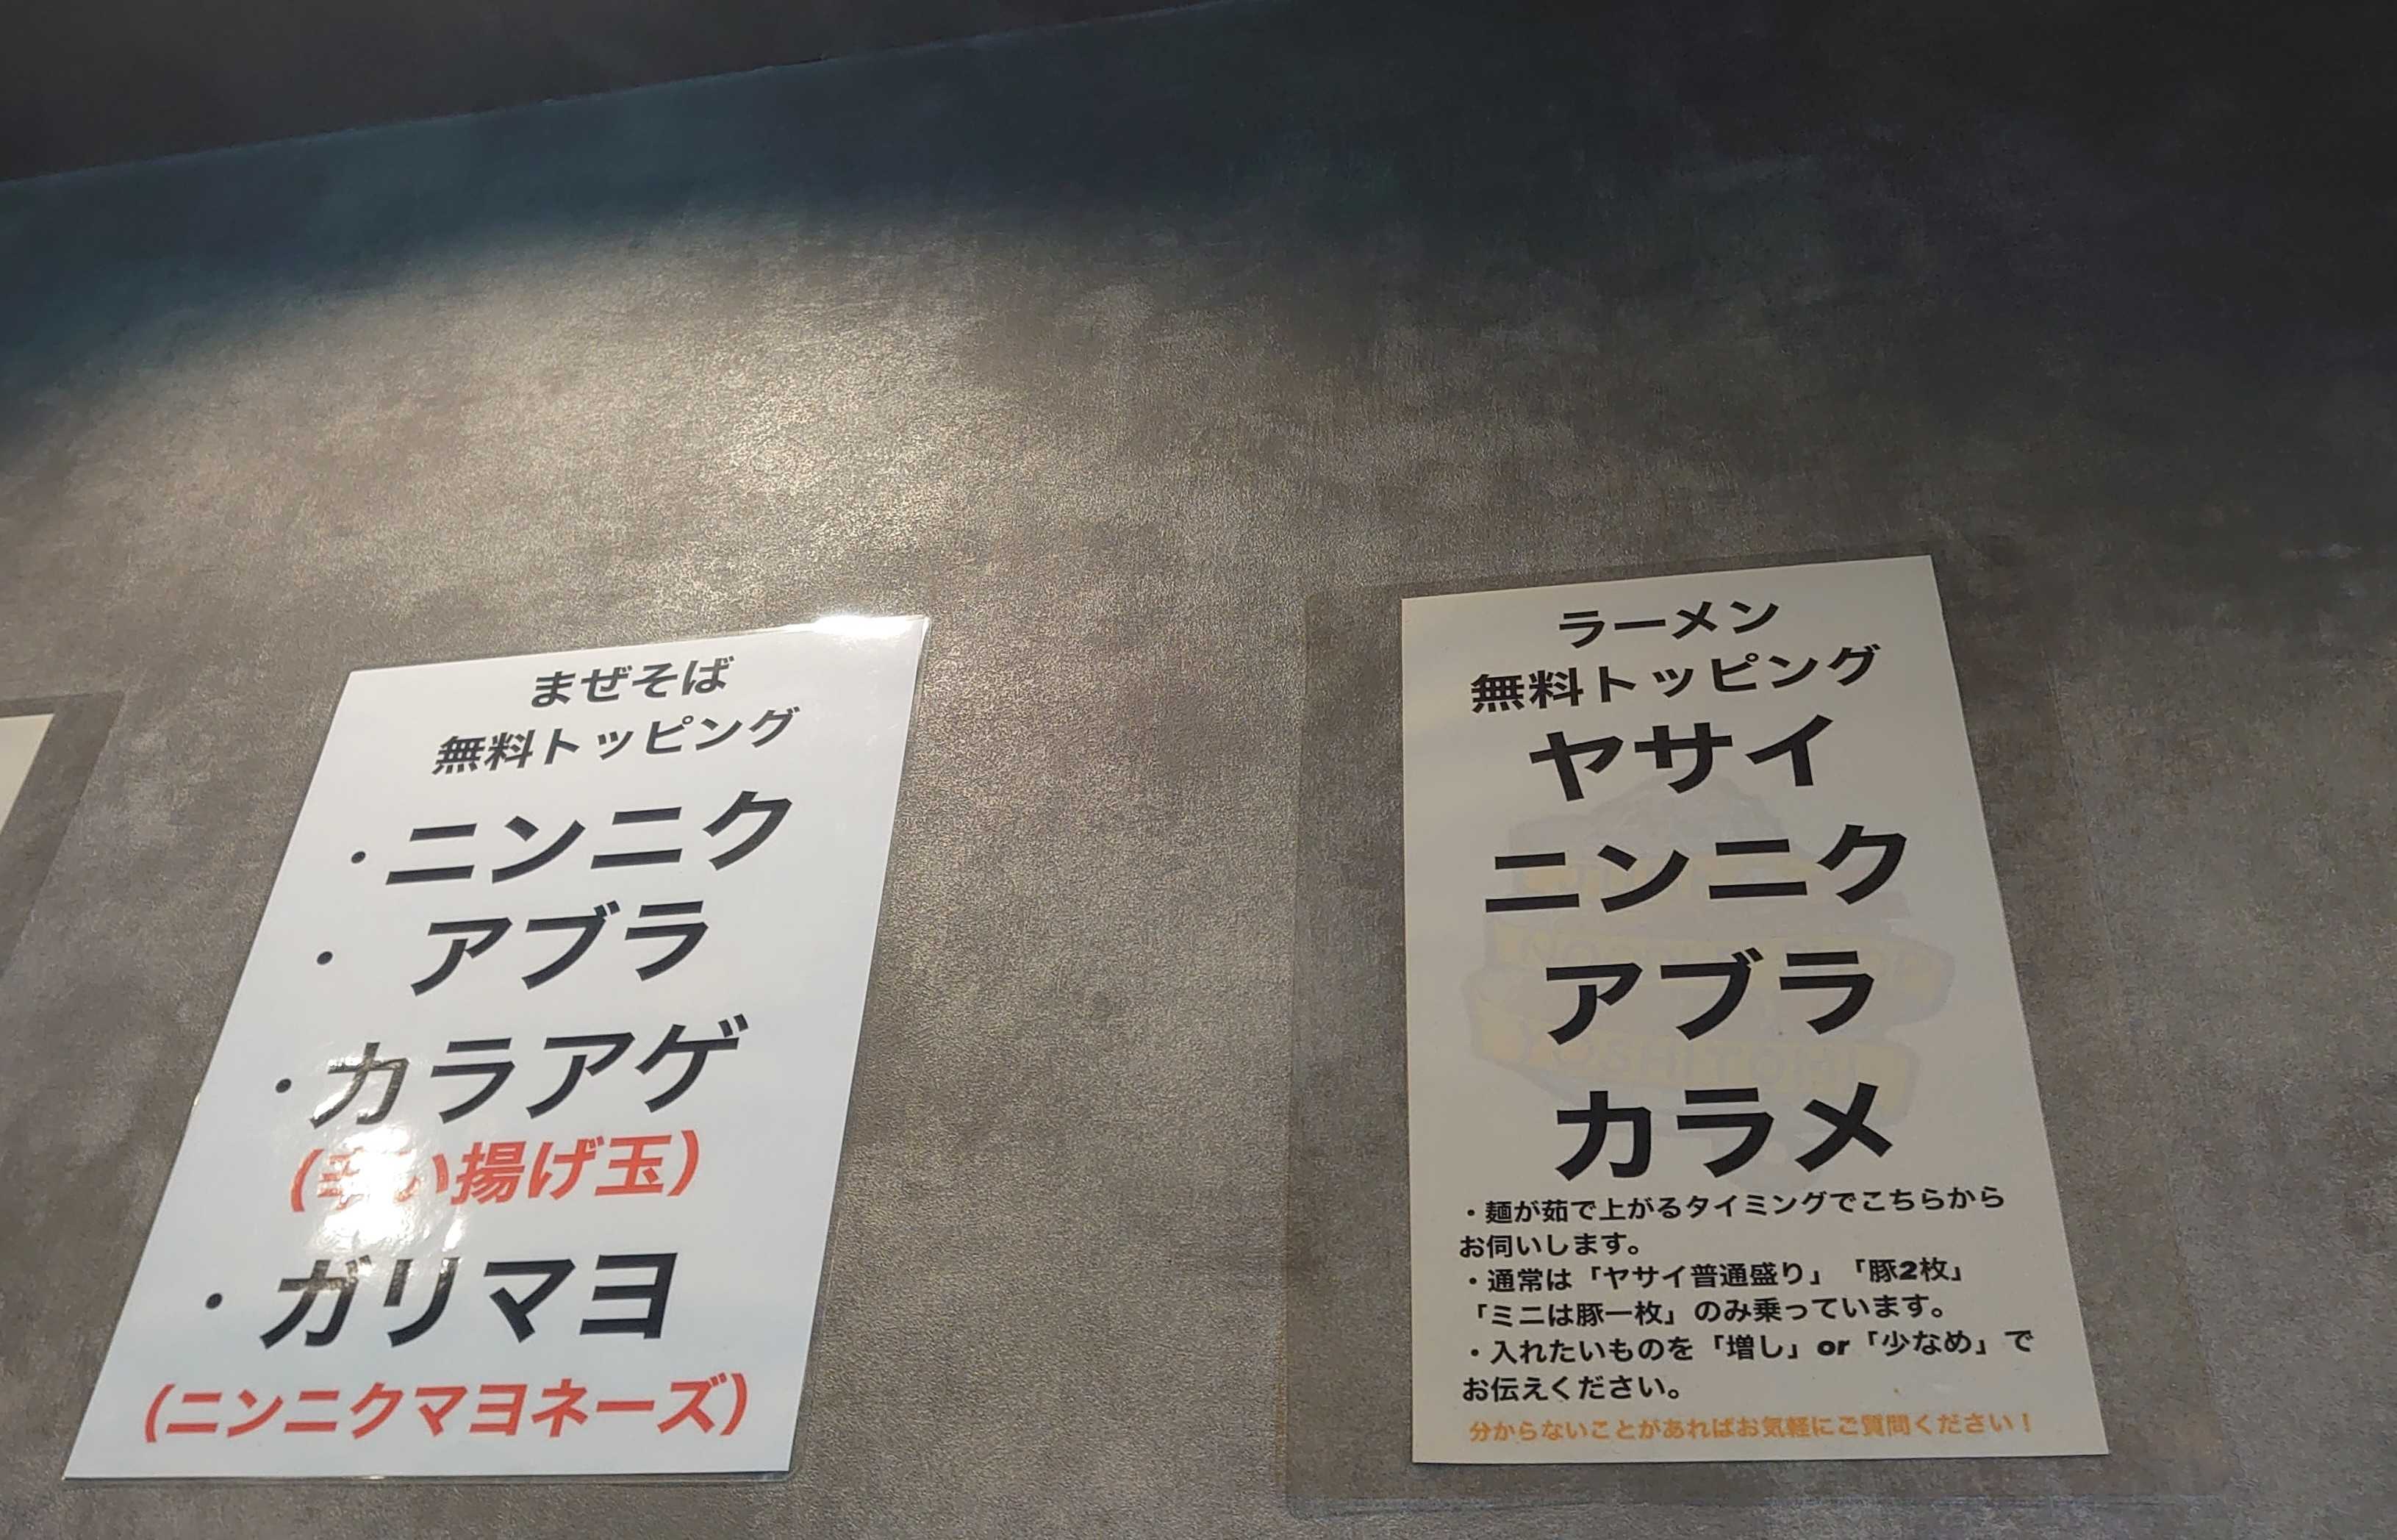 まぜそば
無料トッピング
・ニンニク
・アブラ
・カラアゲ
(辛い揚げ玉)
・ガリマヨ
(ニンニクマヨネーズ)
ラーメン
無料トッピング
ヤサイ
ニンニク
アブラ
カラメ
・麺が茹で上がるタイミングでこちらから
お伺いします。
・通常は「ヤサイ普通盛り」「豚2枚」
「ミニは豚一枚」のみ乗っています。
・入れたいものを「増し」or「少なめ」で
お伝えください。
分からないことがあればお気軽にご質問ください！